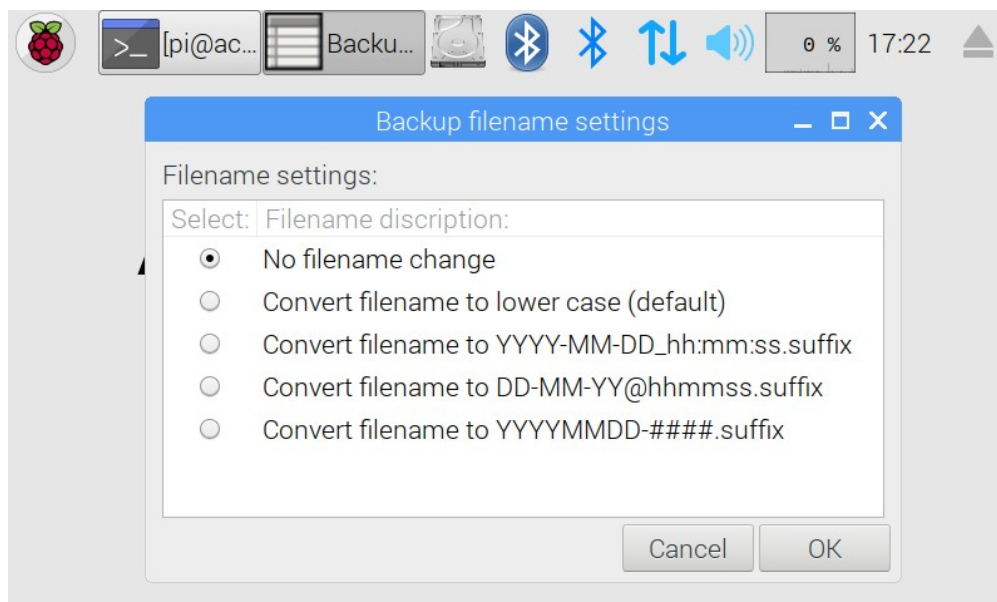 [pi@ac... Backu... 0 % 17:22
Backup filename settings
Filename settings:
Select: Filename discription:
No filename change
Convert filename to lower case (default)
Convert filename to YYYY-MM-DD_hh:mm:ss.suffix
Convert filename to DD-MM-YY@hhmmss.suffix
Convert filename to YYYYMMDD-####.suffix
Cancel OK